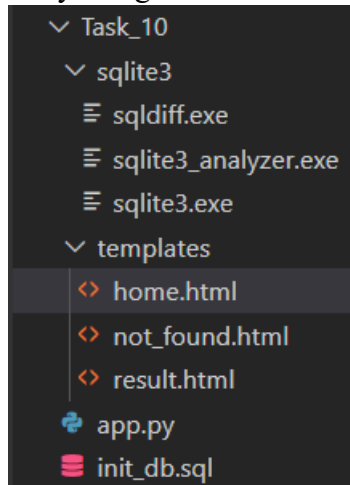 Task_10
sqlite3
sqldiff.exe
sqlite3_analyzer.exe
sqlite3.exe
templates
home.html
not_found.html
result.html
app.py
init_db.sql